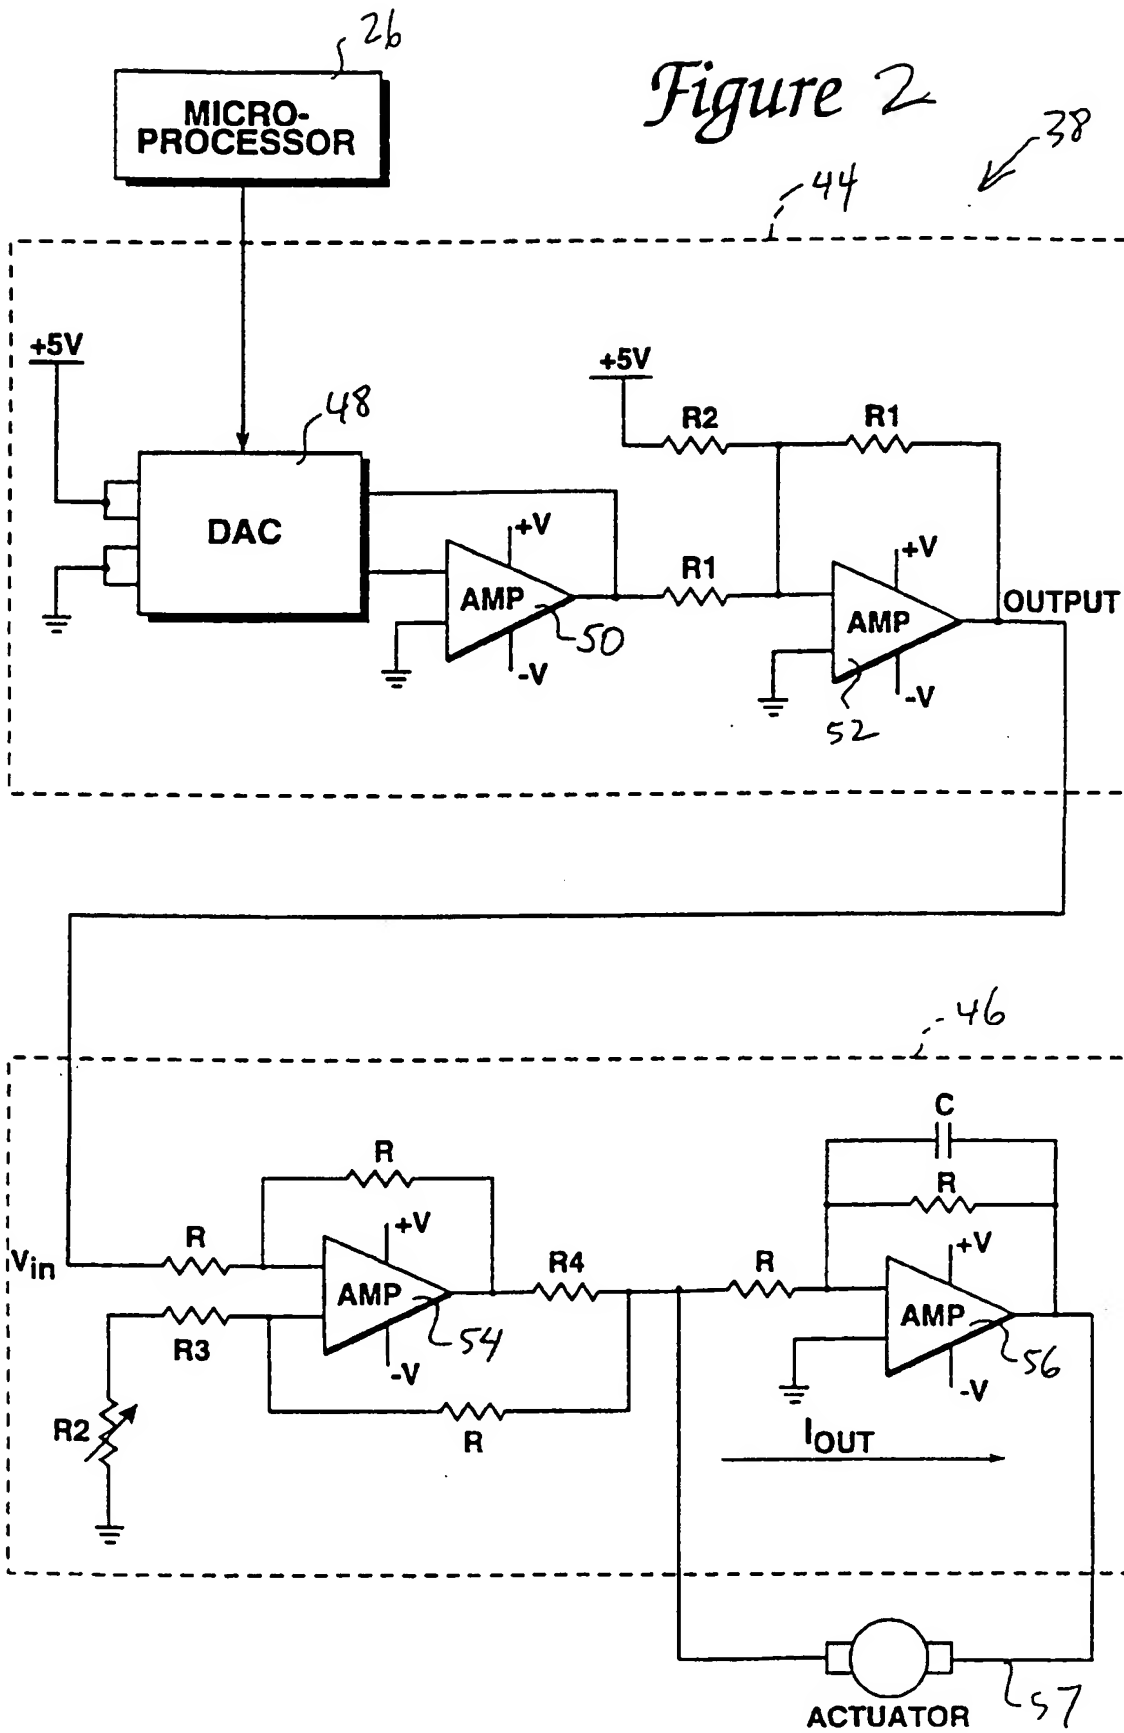 26
MICRO-
PROCESSOR
Figure 2
38
44
+5V
48
DAC
+5V
R2
R1
+V
AMP
50
-V
R1
+V
AMP
52
-V
OUTPUT
46
C
R
R
+V
Vin
R
AMP
54
-V
R4
R3
R2
R
R
+V
AMP
56
-V
IOUT
ACTUATOR
57